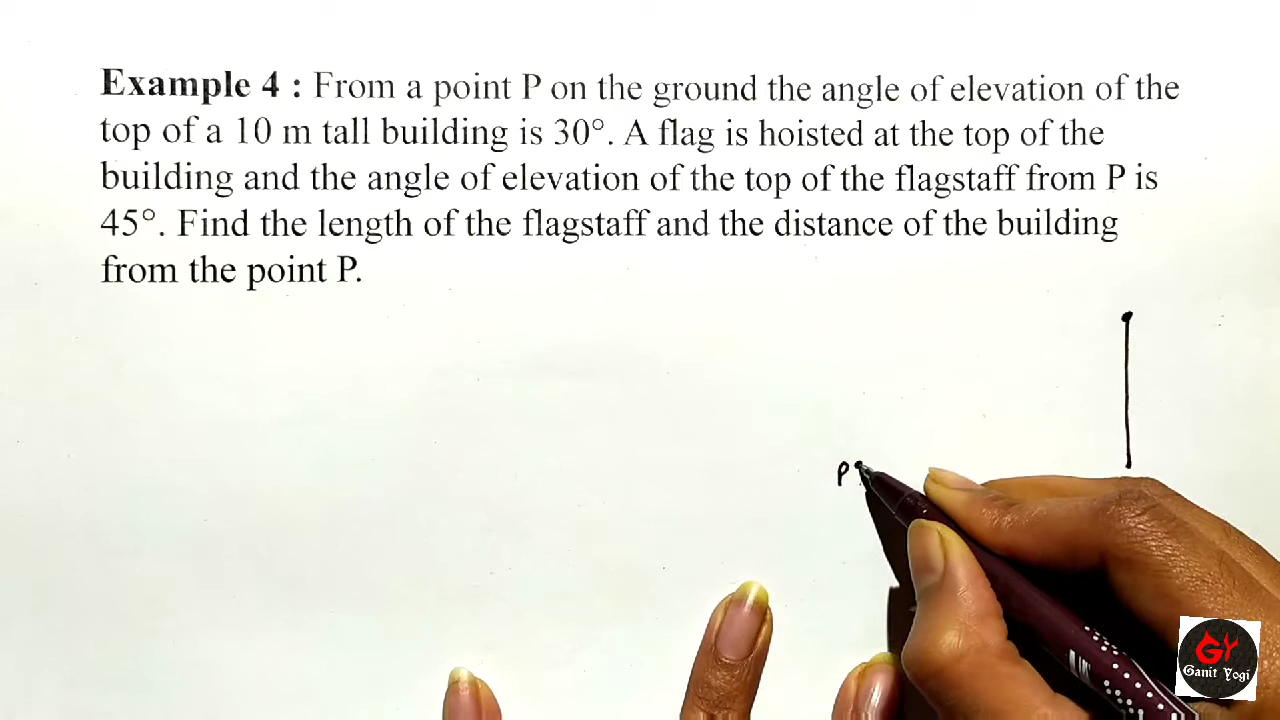 Example 4 : From a point P on the ground the angle of elevation of the
top of a 10 m tall building is 30°. A flag is hoisted at the top of the
building and the angle of elevation of the top of the flagstaff from P is
45°. Find the length of the flagstaff and the distance of the building
from the point P.
P
GY
Ganit Yogi